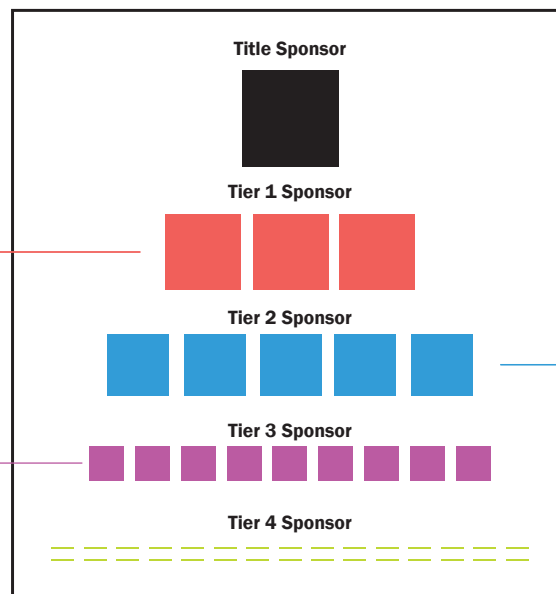 Title Sponsor
Tier 1 Sponsor
Tier 2 Sponsor
Tier 3 Sponsor
Tier 4 Sponsor